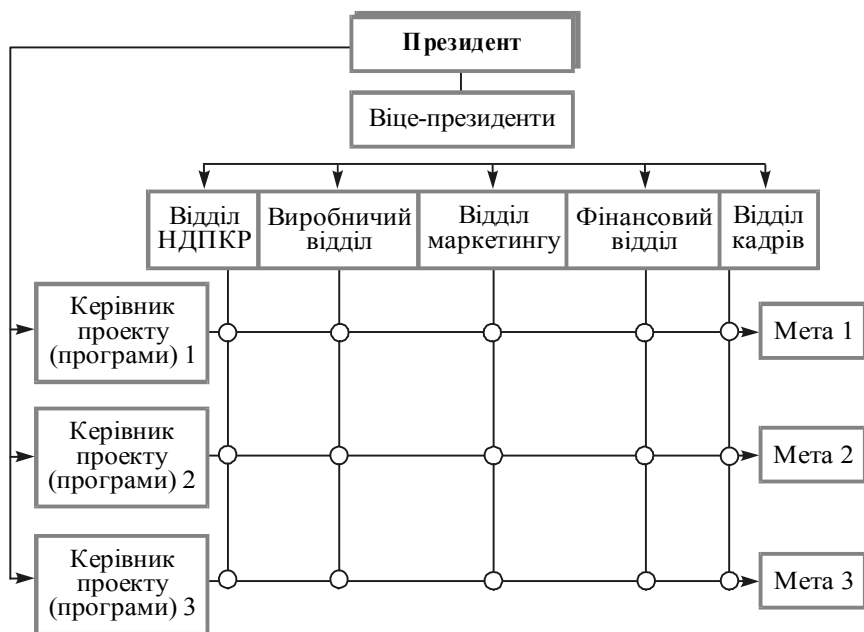 Президент
Віце-президенти
Відділ
НДПКР
Виробничий
відділ
Відділ
маркетингу
Фінансовий
відділ
Відділ
кадрів
Керівник
проекту
(програми) 1
Мета 1
Керівник
проекту
(програми) 2
Мета 2
Керівник
проекту
(програми) 3
Мета 3